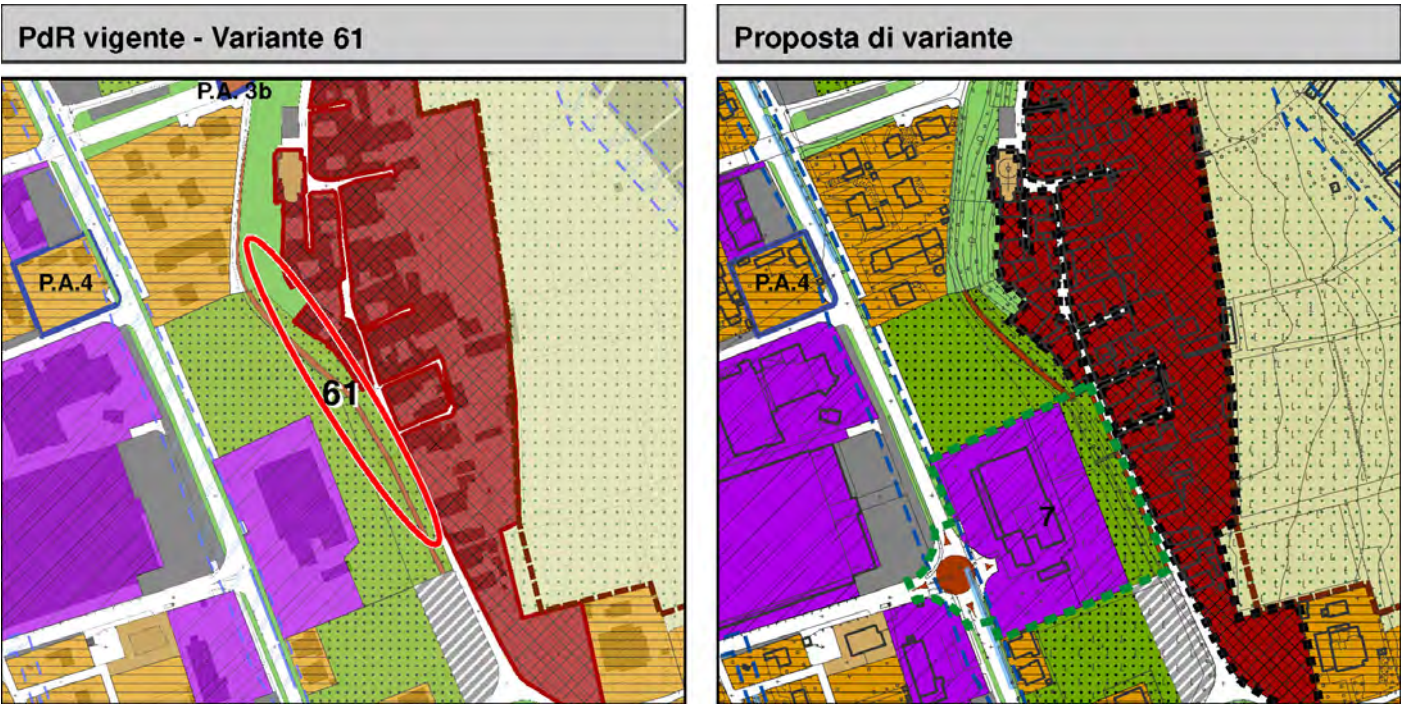 PdR vigente - Variante 61
Proposta di variante
P.A. 3b
P.A.4
61
P.A.4
7